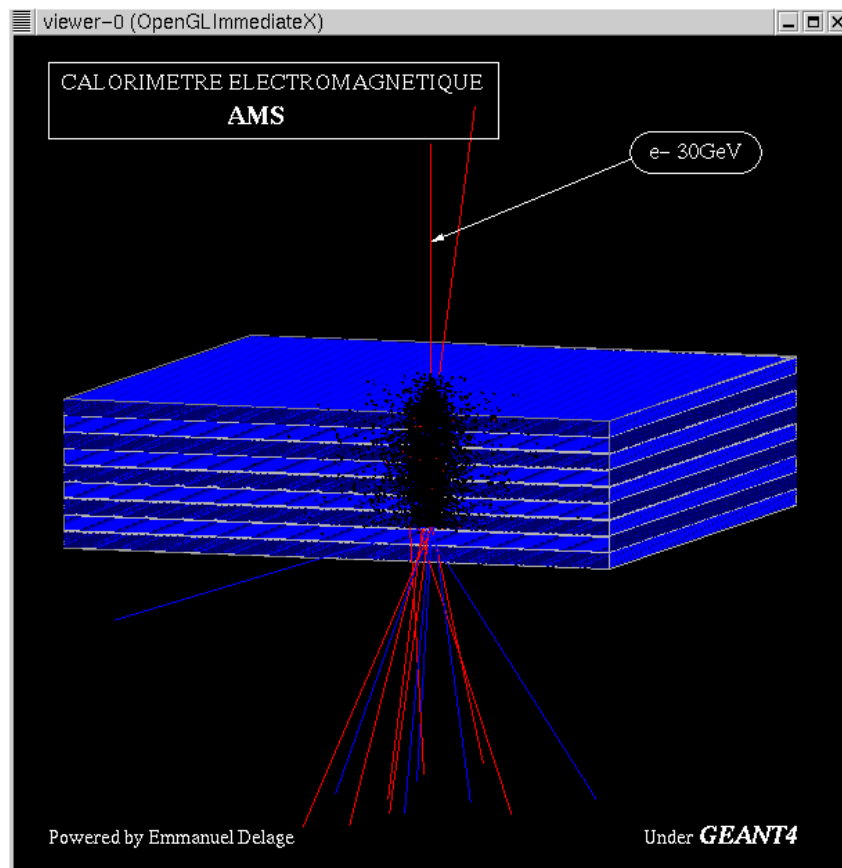 viewer-0 (OpenGLImmediateX)
CALORIMETRE ELECTROMAGNETIQUE
AMS
e- 30GeV
Powered by Emmanuel Delage
Under GEANT4